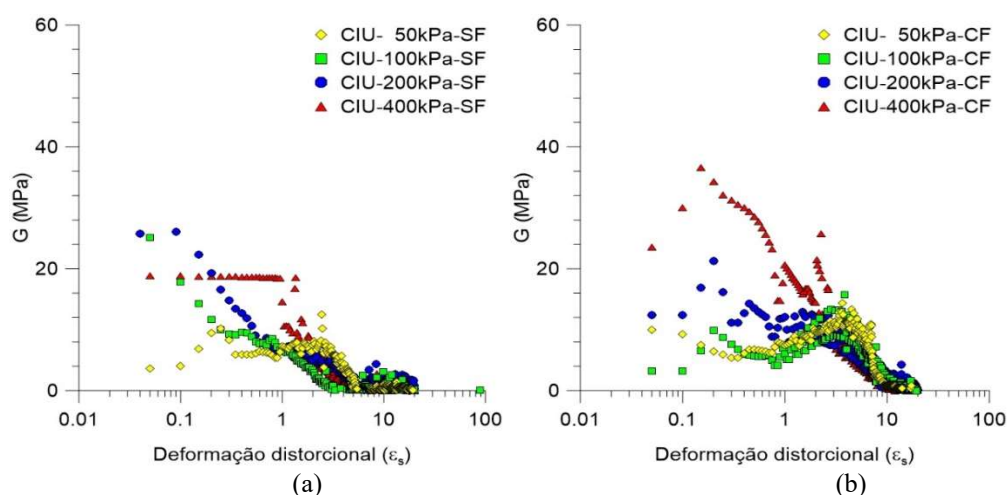 60
40
20
0
G (MPa)
0.01 0.1 1 10 100
Deformação distorcional (εs)
(a)
CIU- 50kPa-SF
CIU-100kPa-SF
CIU-200kPa-SF
CIU-400kPa-SF
60
40
20
0
G (MPa)
0.01 0.1 1 10 100
Deformação distorcional (εs)
(b)
CIU- 50kPa-CF
CIU-100kPa-CF
CIU-200kPa-CF
CIU-400kPa-CF